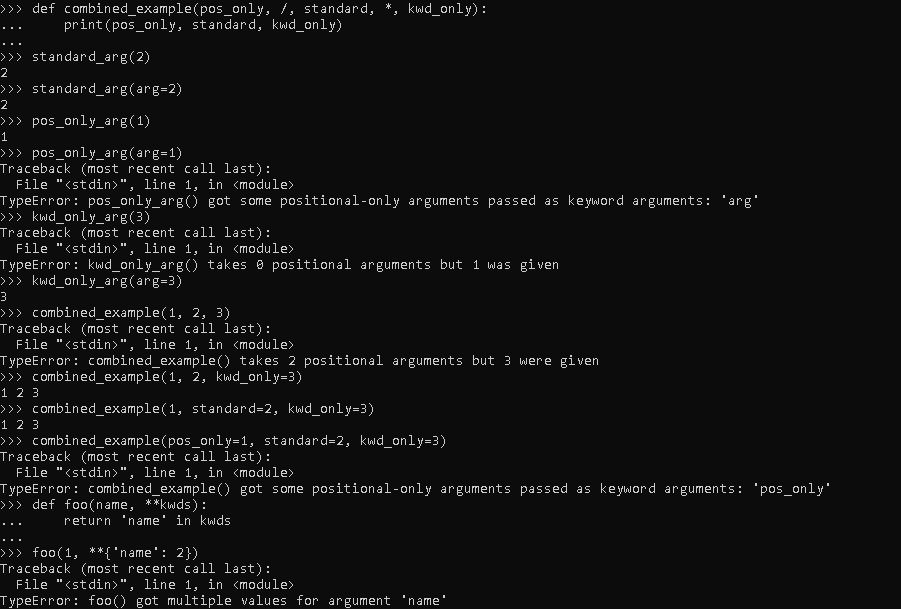 >>> def combined_example(pos_only, /, standard, *, kwd_only):
...     print(pos_only, standard, kwd_only)
...
>>> standard_arg(2)
2
>>> standard_arg(arg=2)
2
>>> pos_only_arg(1)
1
>>> pos_only_arg(arg=1)
Traceback (most recent call last):
  File "<stdin>", line 1, in <module>
TypeError: pos_only_arg() got some positional-only arguments passed as keyword arguments: 'arg'
>>> kwd_only_arg(3)
Traceback (most recent call last):
  File "<stdin>", line 1, in <module>
TypeError: kwd_only_arg() takes 0 positional arguments but 1 was given
>>> kwd_only_arg(arg=3)
3
>>> combined_example(1, 2, 3)
Traceback (most recent call last):
  File "<stdin>", line 1, in <module>
TypeError: combined_example() takes 2 positional arguments but 3 were given
>>> combined_example(1, 2, kwd_only=3)
1 2 3
>>> combined_example(1, standard=2, kwd_only=3)
1 2 3
>>> combined_example(pos_only=1, standard=2, kwd_only=3)
Traceback (most recent call last):
  File "<stdin>", line 1, in <module>
TypeError: combined_example() got some positional-only arguments passed as keyword arguments: 'pos_only'
>>> def foo(name, **kwds):
...     return 'name' in kwds
...
>>> foo(1, **{'name': 2})
Traceback (most recent call last):
  File "<stdin>", line 1, in <module>
TypeError: foo() got multiple values for argument 'name'